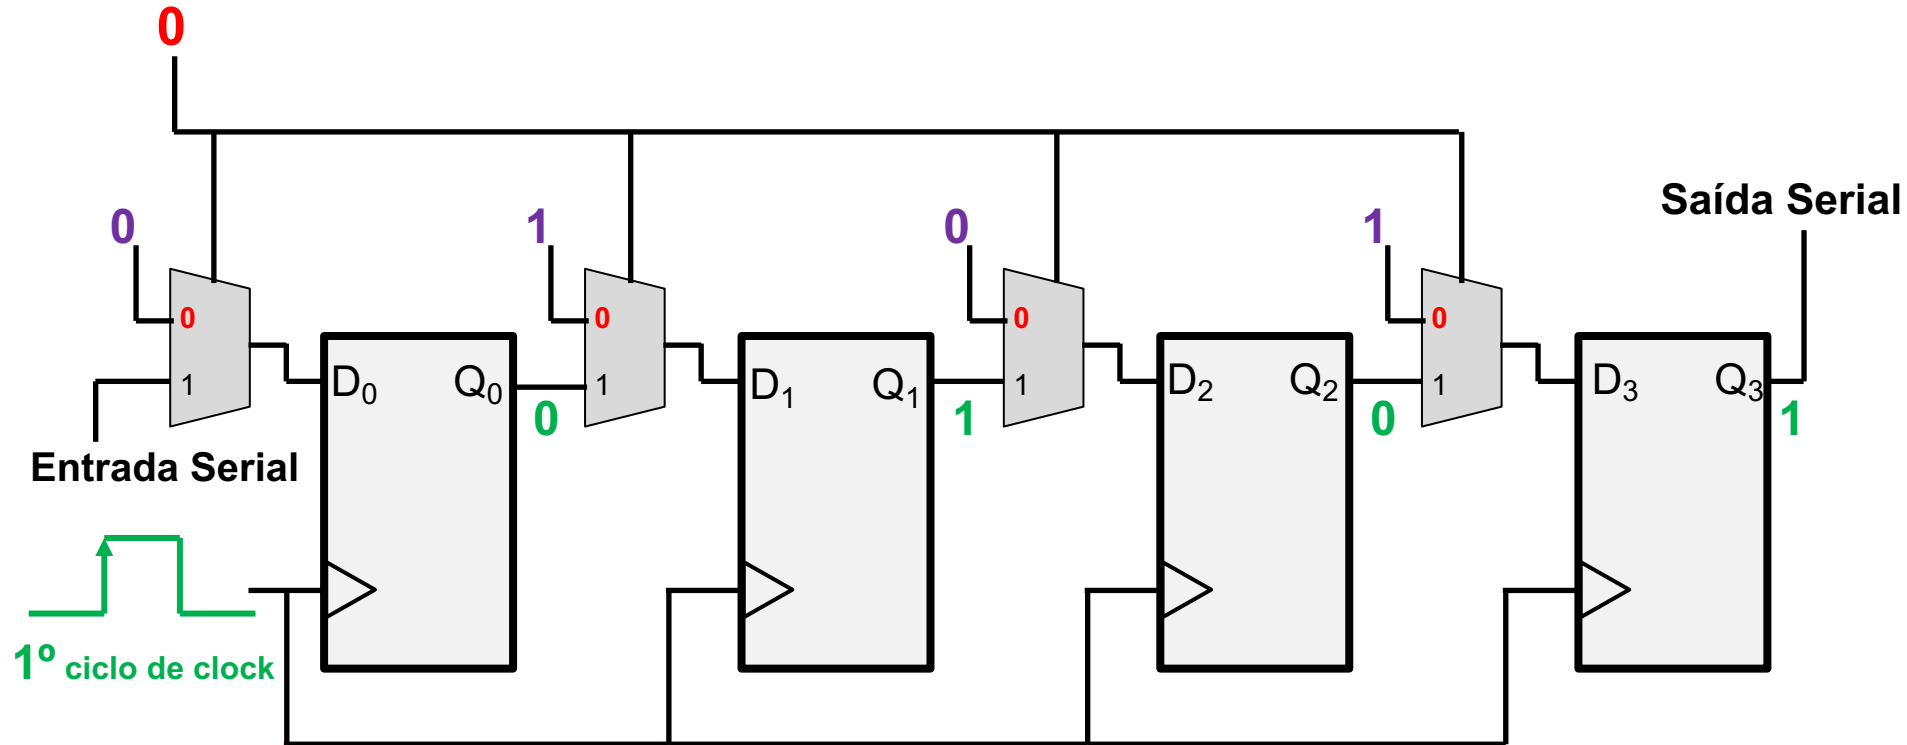 0
Saída Serial
0 1 0 1
0 0 0 0
1 1 1 1
D0 Q0 D1 Q1 D2 Q2 D3 Q3
0 1 0 1
Entrada Serial
1º ciclo de clock